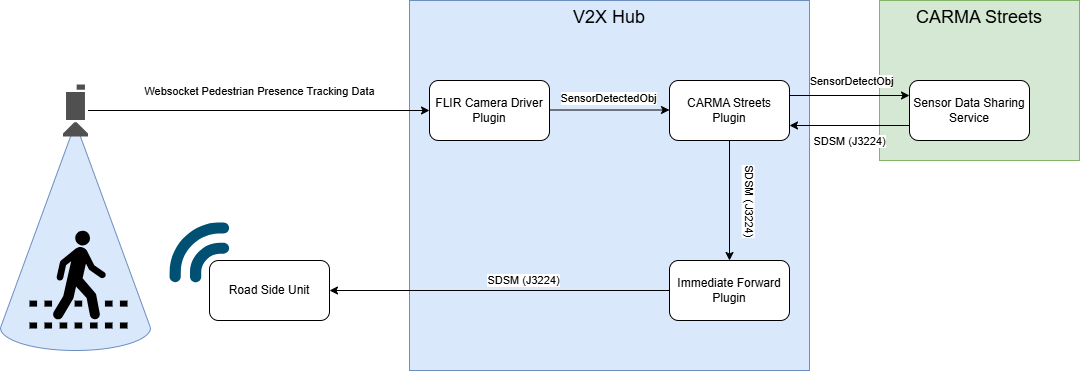 V2X Hub
CARMA Streets
Websocket Pedestrian Presence Tracking Data
FLIR Camera Driver
Plugin
SensorDetectedObj
CARMA Streets
Plugin
SensorDetectObj
Sensor Data Sharing
Service
SDSM (J3224)
SDSM (J3224)
Road Side Unit
SDSM (J3224)
Immediate Forward
Plugin